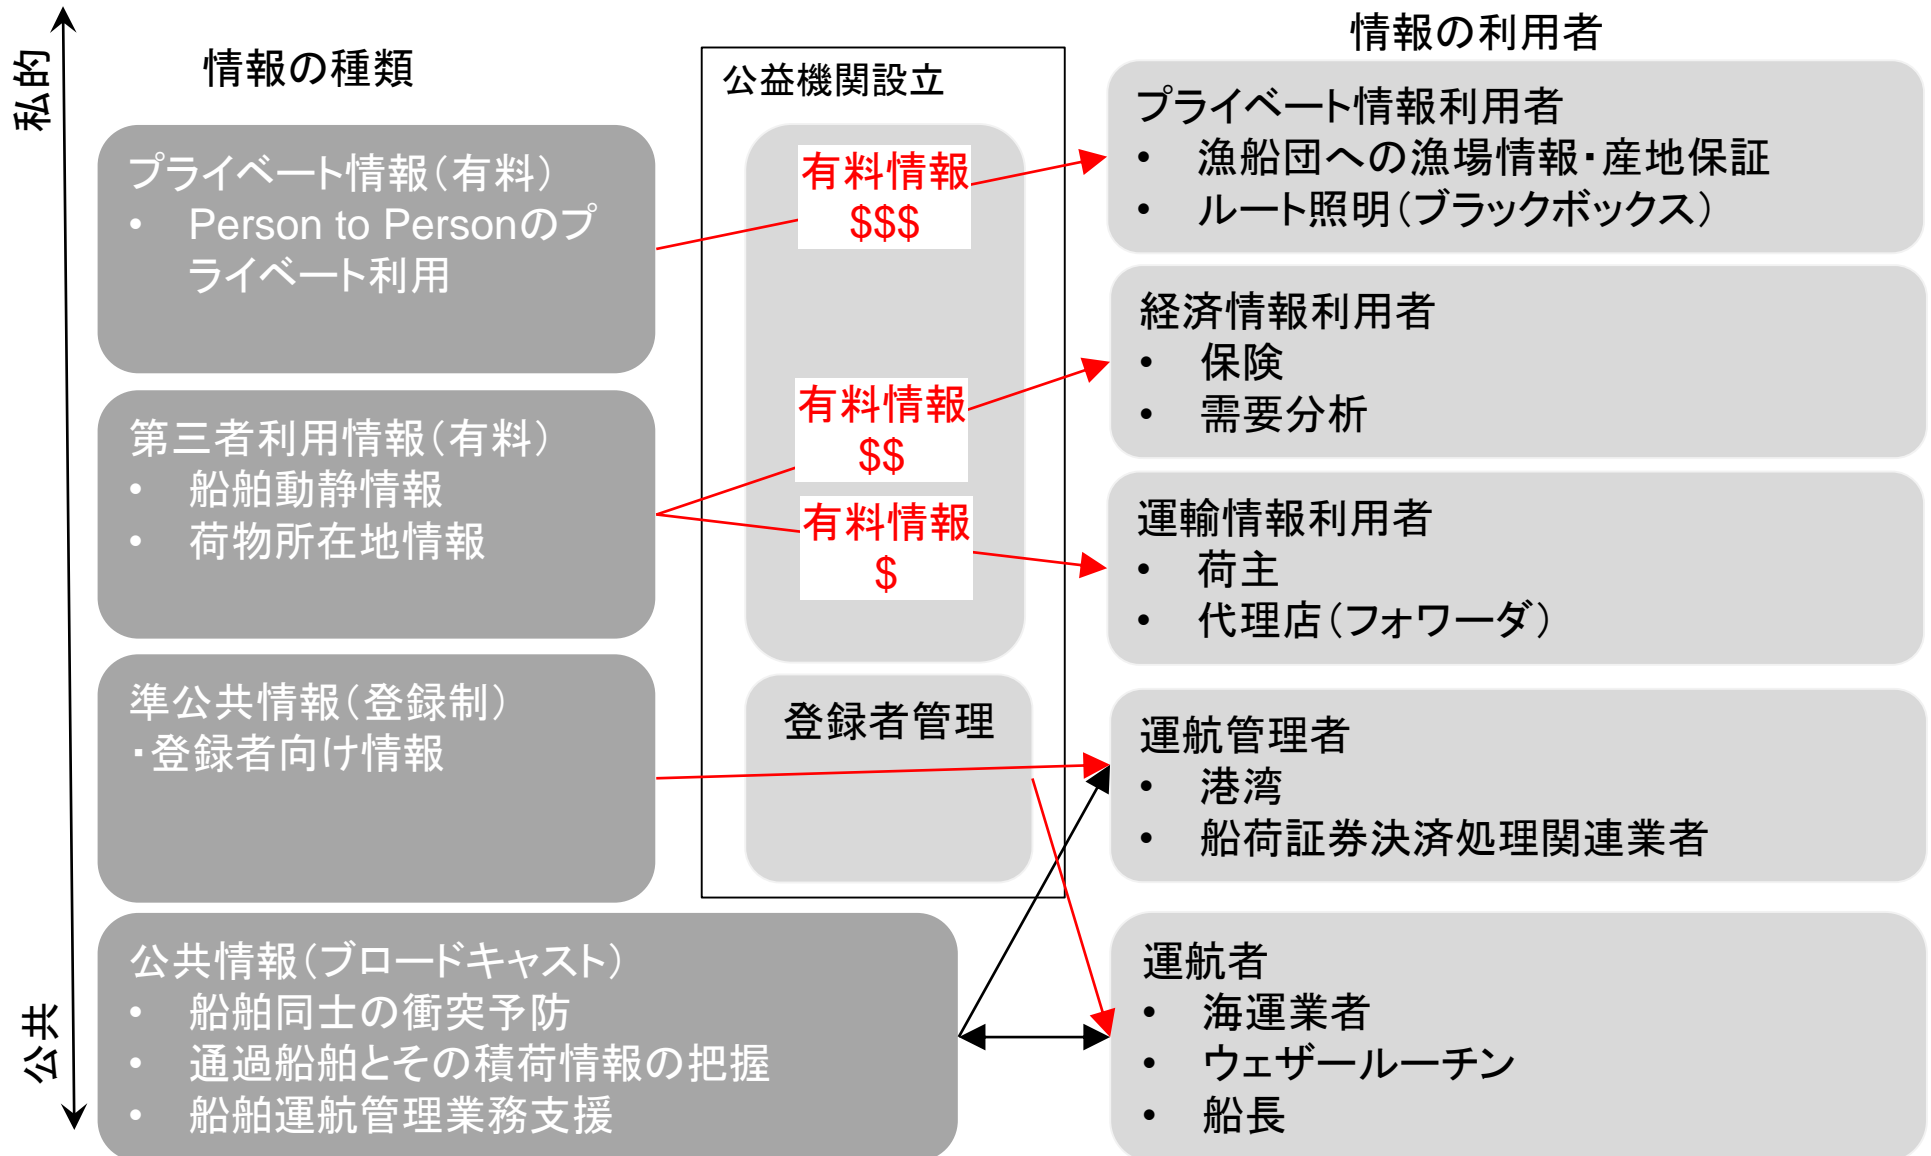 私的
公共
情報の種類
プライベート情報（有料）
• Person to Personのプ
ライベート利用
第三者利用情報（有料）
• 船舶動静情報
• 荷物所在地情報
準公共情報（登録制）
・登録者向け情報
公共情報（ブロードキャスト）
• 船舶同士の衝突予防
• 通過船舶とその積荷情報の把握
• 船舶運航管理業務支援
公益機関設立
有料情報
$$$
有料情報
$$
有料情報
$
登録者管理
情報の利用者
プライベート情報利用者
• 漁船団への漁場情報・産地保証
• ルート照明（ブラックボックス）
経済情報利用者
• 保険
• 需要分析
運輸情報利用者
• 荷主
• 代理店（フォワーダ）
運航管理者
• 港湾
• 船荷証券決済処理関連業者
運航者
• 海運業者
• ウェザールーチン
• 船長